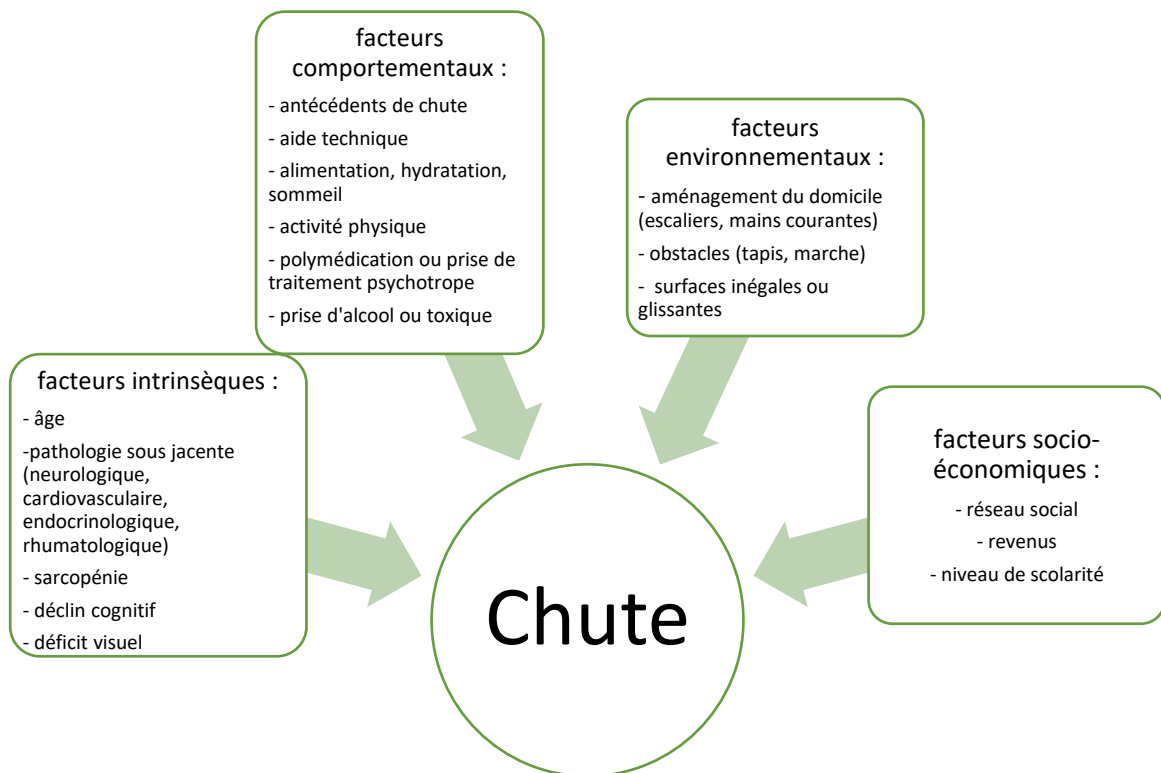 facteurs
comportementaux :
- antécédents de chute
- aide technique
- alimentation, hydratation,
sommeil
- activité physique
- polymédication ou prise de
traitement psychotrope
- prise d'alcool ou toxique
facteurs
environnementaux :
- aménagement du domicile
(escaliers, mains courantes)
- obstacles (tapis, marche)
- surfaces inégales ou
glissantes
facteurs intrinsèques :
- âge
-pathologie sous jacente
(neurologique,
cardiovasculaire,
endocrinologique,
rhumatologique)
- sarcopénie
- déclin cognitif
- déficit visuel
facteurs socio-
économiques :
- réseau social
- revenus
- niveau de scolarité
Chute